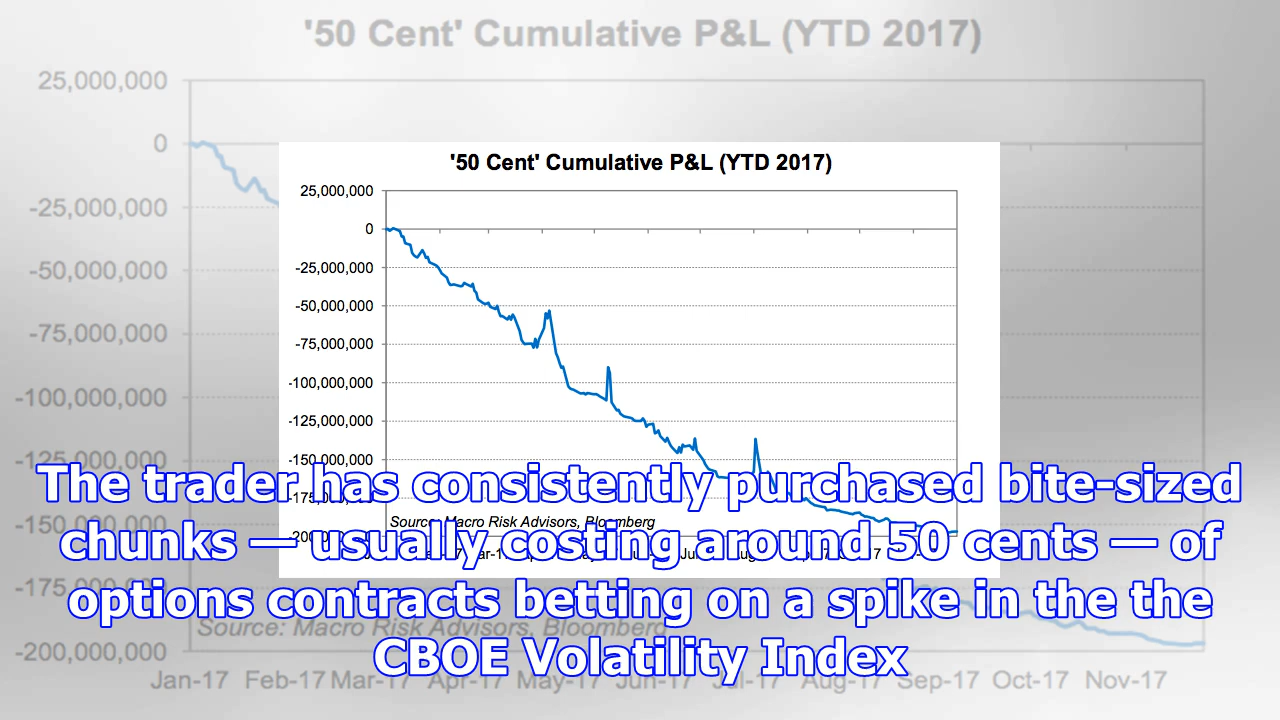 '50 Cent' Cumulative P&L (YTD 2017)
25,000,000
0
-25,000,000
-50,000,000
-75,000,000
-100,000,000
-125,000,000
-150,000,000
-175,000,000
-200,000,000
Source: Macro Risk Advisors, Bloomberg
Jan-17 Feb-17 Mar-17 Apr-17 May-17 Jun-17 Jul-17 Aug-17 Sep-17 Oct-17 Nov-17
'50 Cent' Cumulative P&L (YTD 2017)
25,000,000
0
-25,000,000
-50,000,000
-75,000,000
-100,000,000
-125,000,000
-150,000,000
Source: Macro Risk Advisors, Bloomberg
The trader has consistently purchased bite-sized
chunks — usually costing around 50 cents — of
options contracts betting on a spike in the the
CBOE Volatility Index